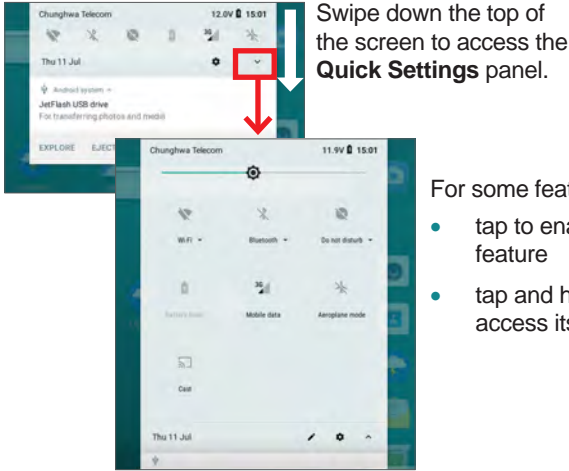 Chunghwa Telecom 12.0V 15:01
3G
Thu 11 Jul
Android system
JetFlash USB drive
For transferring photos and media
EXPLORE EJECT
Swipe down the top of
the screen to access the
Quick Settings panel.
Chunghwa Telecom 11.9V 15:01
Wi-Fi Bluetooth Do not disturb
3G
Mobile data Aeroplane mode
Cast
Thu 11 Jul
For some feat
• tap to ena
feature
• tap and h
access its